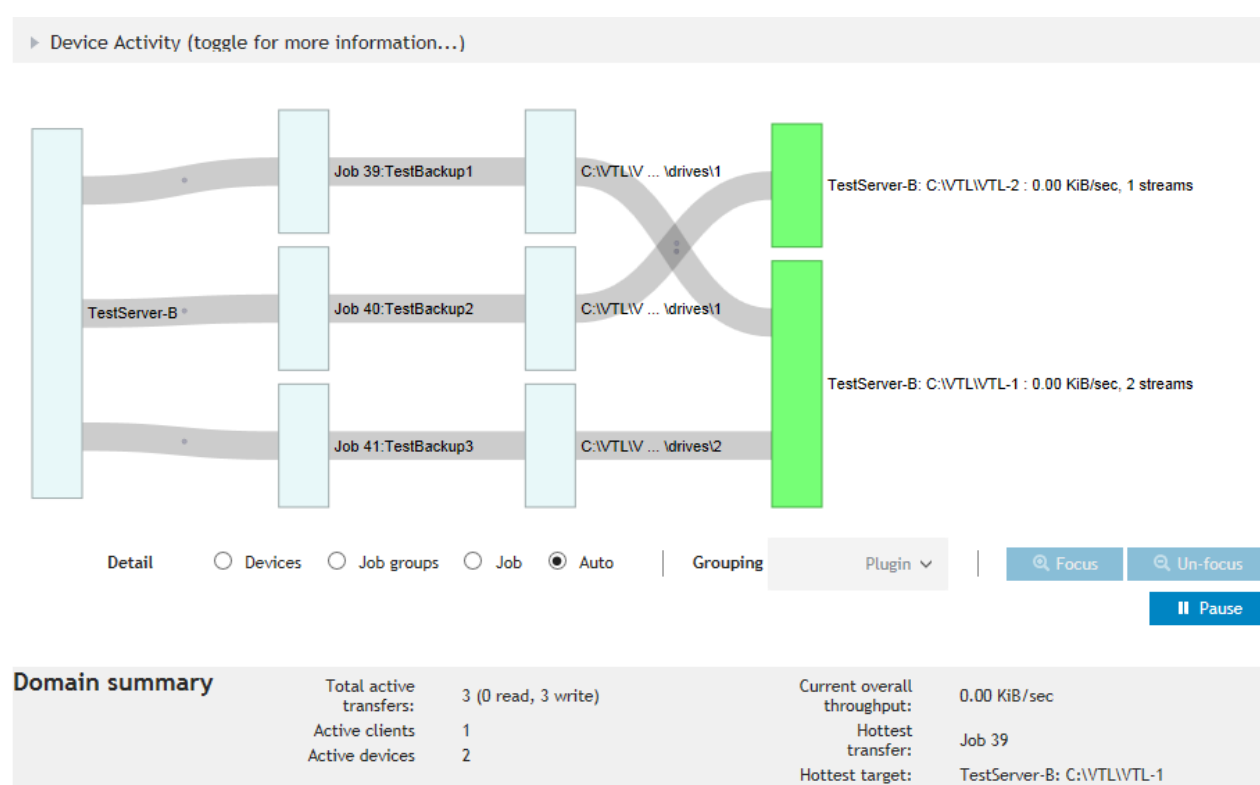 Device Activity (toggle for more information...)
Job 39:TestBackup1
C:\VTL\V ... \drives\1
TestServer-B: C:\VTL\VTL-2 : 0.00 KiB/sec, 1 streams
TestServer-B
Job 40:TestBackup2
C:\VTL\V ... \drives\1
TestServer-B: C:\VTL\VTL-1 : 0.00 KiB/sec, 2 streams
Job 41:TestBackup3
C:\VTL\V ... \drives\2
Detail Devices Job groups Job Auto Grouping Plugin Focus Un-focus
Pause
Domain summary
Total active
transfers:
3 (0 read, 3 write)
Active clients
1
Active devices
2
Current overall
throughput:
0.00 KiB/sec
Hottest
transfer:
Job 39
Hottest target:
TestServer-B: C:\VTL\VTL-1